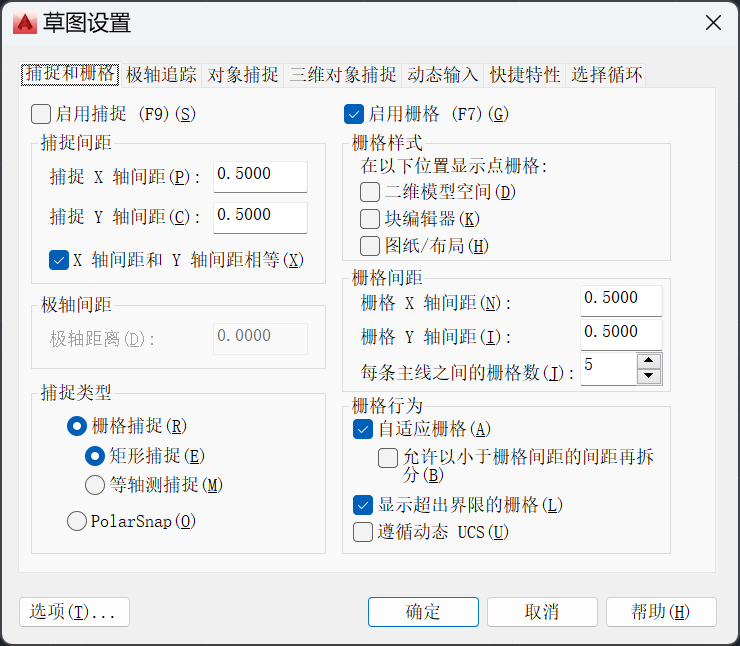 草图设置
捕捉和栅格 极轴追踪 对象捕捉 三维对象捕捉 动态输入 快捷特性 选择循环
启用捕捉 (F9)(S)
捕捉间距
捕捉 X 轴间距(P): 0.5000
捕捉 Y 轴间距(C): 0.5000
X 轴间距和 Y 轴间距相等(X)
极轴间距
极轴距离(D): 0.0000
捕捉类型
栅格捕捉(R)
矩形捕捉(E)
等轴测捕捉(M)
PolarSnap(O)
启用栅格 (F7)(G)
栅格样式
在以下位置显示点栅格:
二维模型空间(D)
块编辑器(K)
图纸/布局(H)
栅格间距
栅格 X 轴间距(N): 0.5000
栅格 Y 轴间距(I): 0.5000
每条主线之间的栅格数(J): 5
栅格行为
自适应栅格(A)
允许以小于栅格间距的间距再拆
分(B)
显示超出界限的栅格(L)
遵循动态 UCS(U)
选项(T)... 确定 取消 帮助(H)